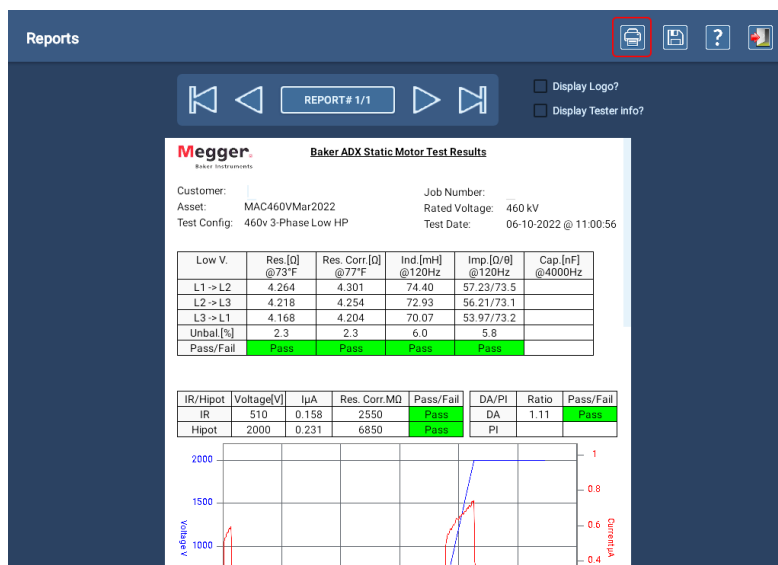 Reports
?
REPORT# 1/1
Display Logo?
Display Tester info?
Megger.
Baker Instruments
Baker ADX Static Motor Test Results
Customer:
Job Number:
Asset: MAC460VMar2022
Rated Voltage: 460 kV
Test Config: 460v 3-Phase Low HP
Test Date: 06-10-2022 @ 11:00:56
Low V. Res.[Ω] Res. Corr.[Ω] Ind.[mH] Imp.[Ω/θ] Cap.[nF]
@73°F @77°F @120Hz @120Hz @4000Hz
L1 -> L2 4.264 4.301 74.40 57.23/73.5
L2 -> L3 4.218 4.254 72.93 56.21/73.1
L3 -> L1 4.168 4.204 70.07 53.97/73.2
Unbal.[%] 2.3 2.3 6.0 5.8
Pass/Fail Pass Pass Pass Pass
IR/Hipot Voltage[V] IµA Res. Corr.MΩ Pass/Fail
IR 510 0.158 2550 Pass
Hipot 2000 0.231 6850 Pass
DA/PI Ratio Pass/Fail
DA 1.11 Pass
PI
2000
1500
1000
Voltage V
1
0.8
0.6
0.4
Current µA